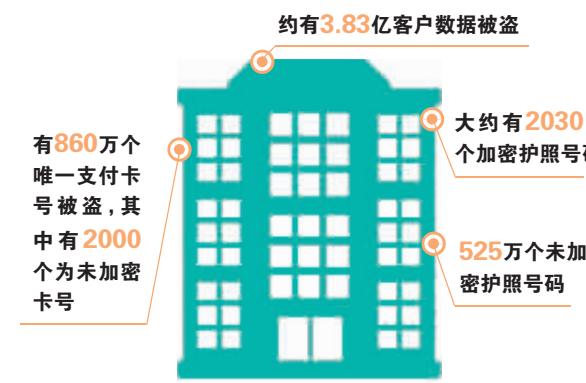 约有3.83亿客户数据被盗
有860万个
唯一支付卡
号被盗,其
中有2000
个为未加密
卡号
大约有2030
个加密护照号
525万个未加
密护照号码